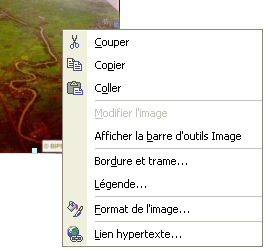 Couper
Copier
Coller
Modifier l'image
Afficher la barre d'outils Image
Bordure et trame...
Légende...
Format de l'image...
Lien hypertexte...